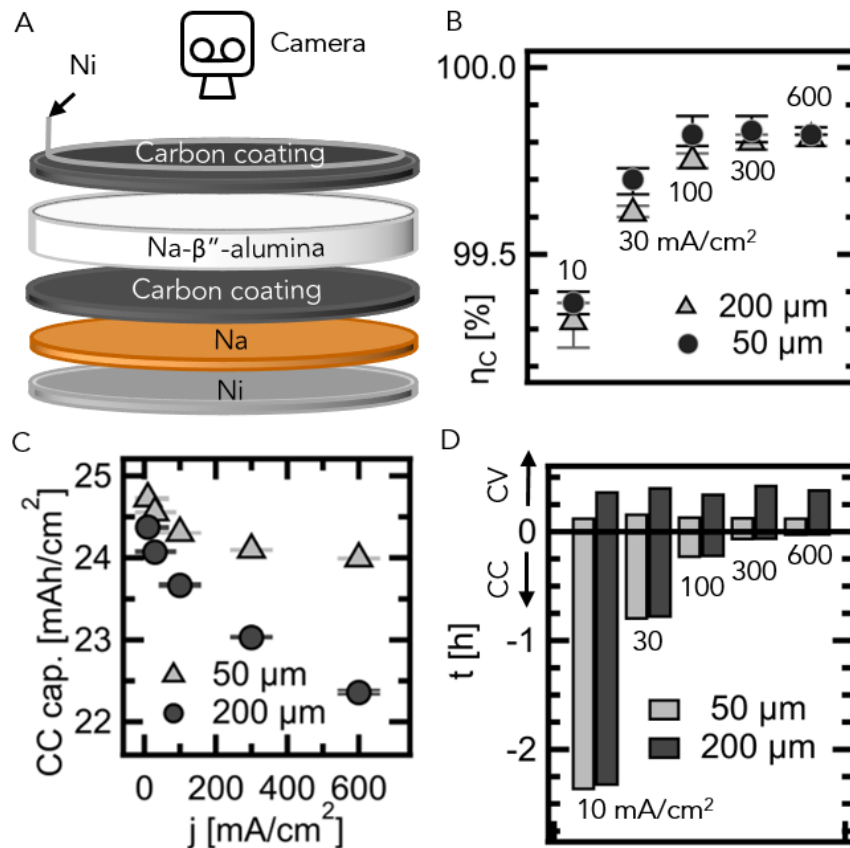 A
Camera
Ni
Carbon coating
Na-β”-alumina
Carbon coating
Na
Ni
B
100.0
99.5
ηC [%]
10
30 mA/cm²
100
300
600
200 μm
50 μm
C
25
24
23
22
CC cap. [mAh/cm²]
50 μm
200 μm
0 200 400 600
j [mA/cm²]
D
CV
CC
0
-1
-2
t [h]
600
300
100
30
10 mA/cm²
50 μm
200 μm